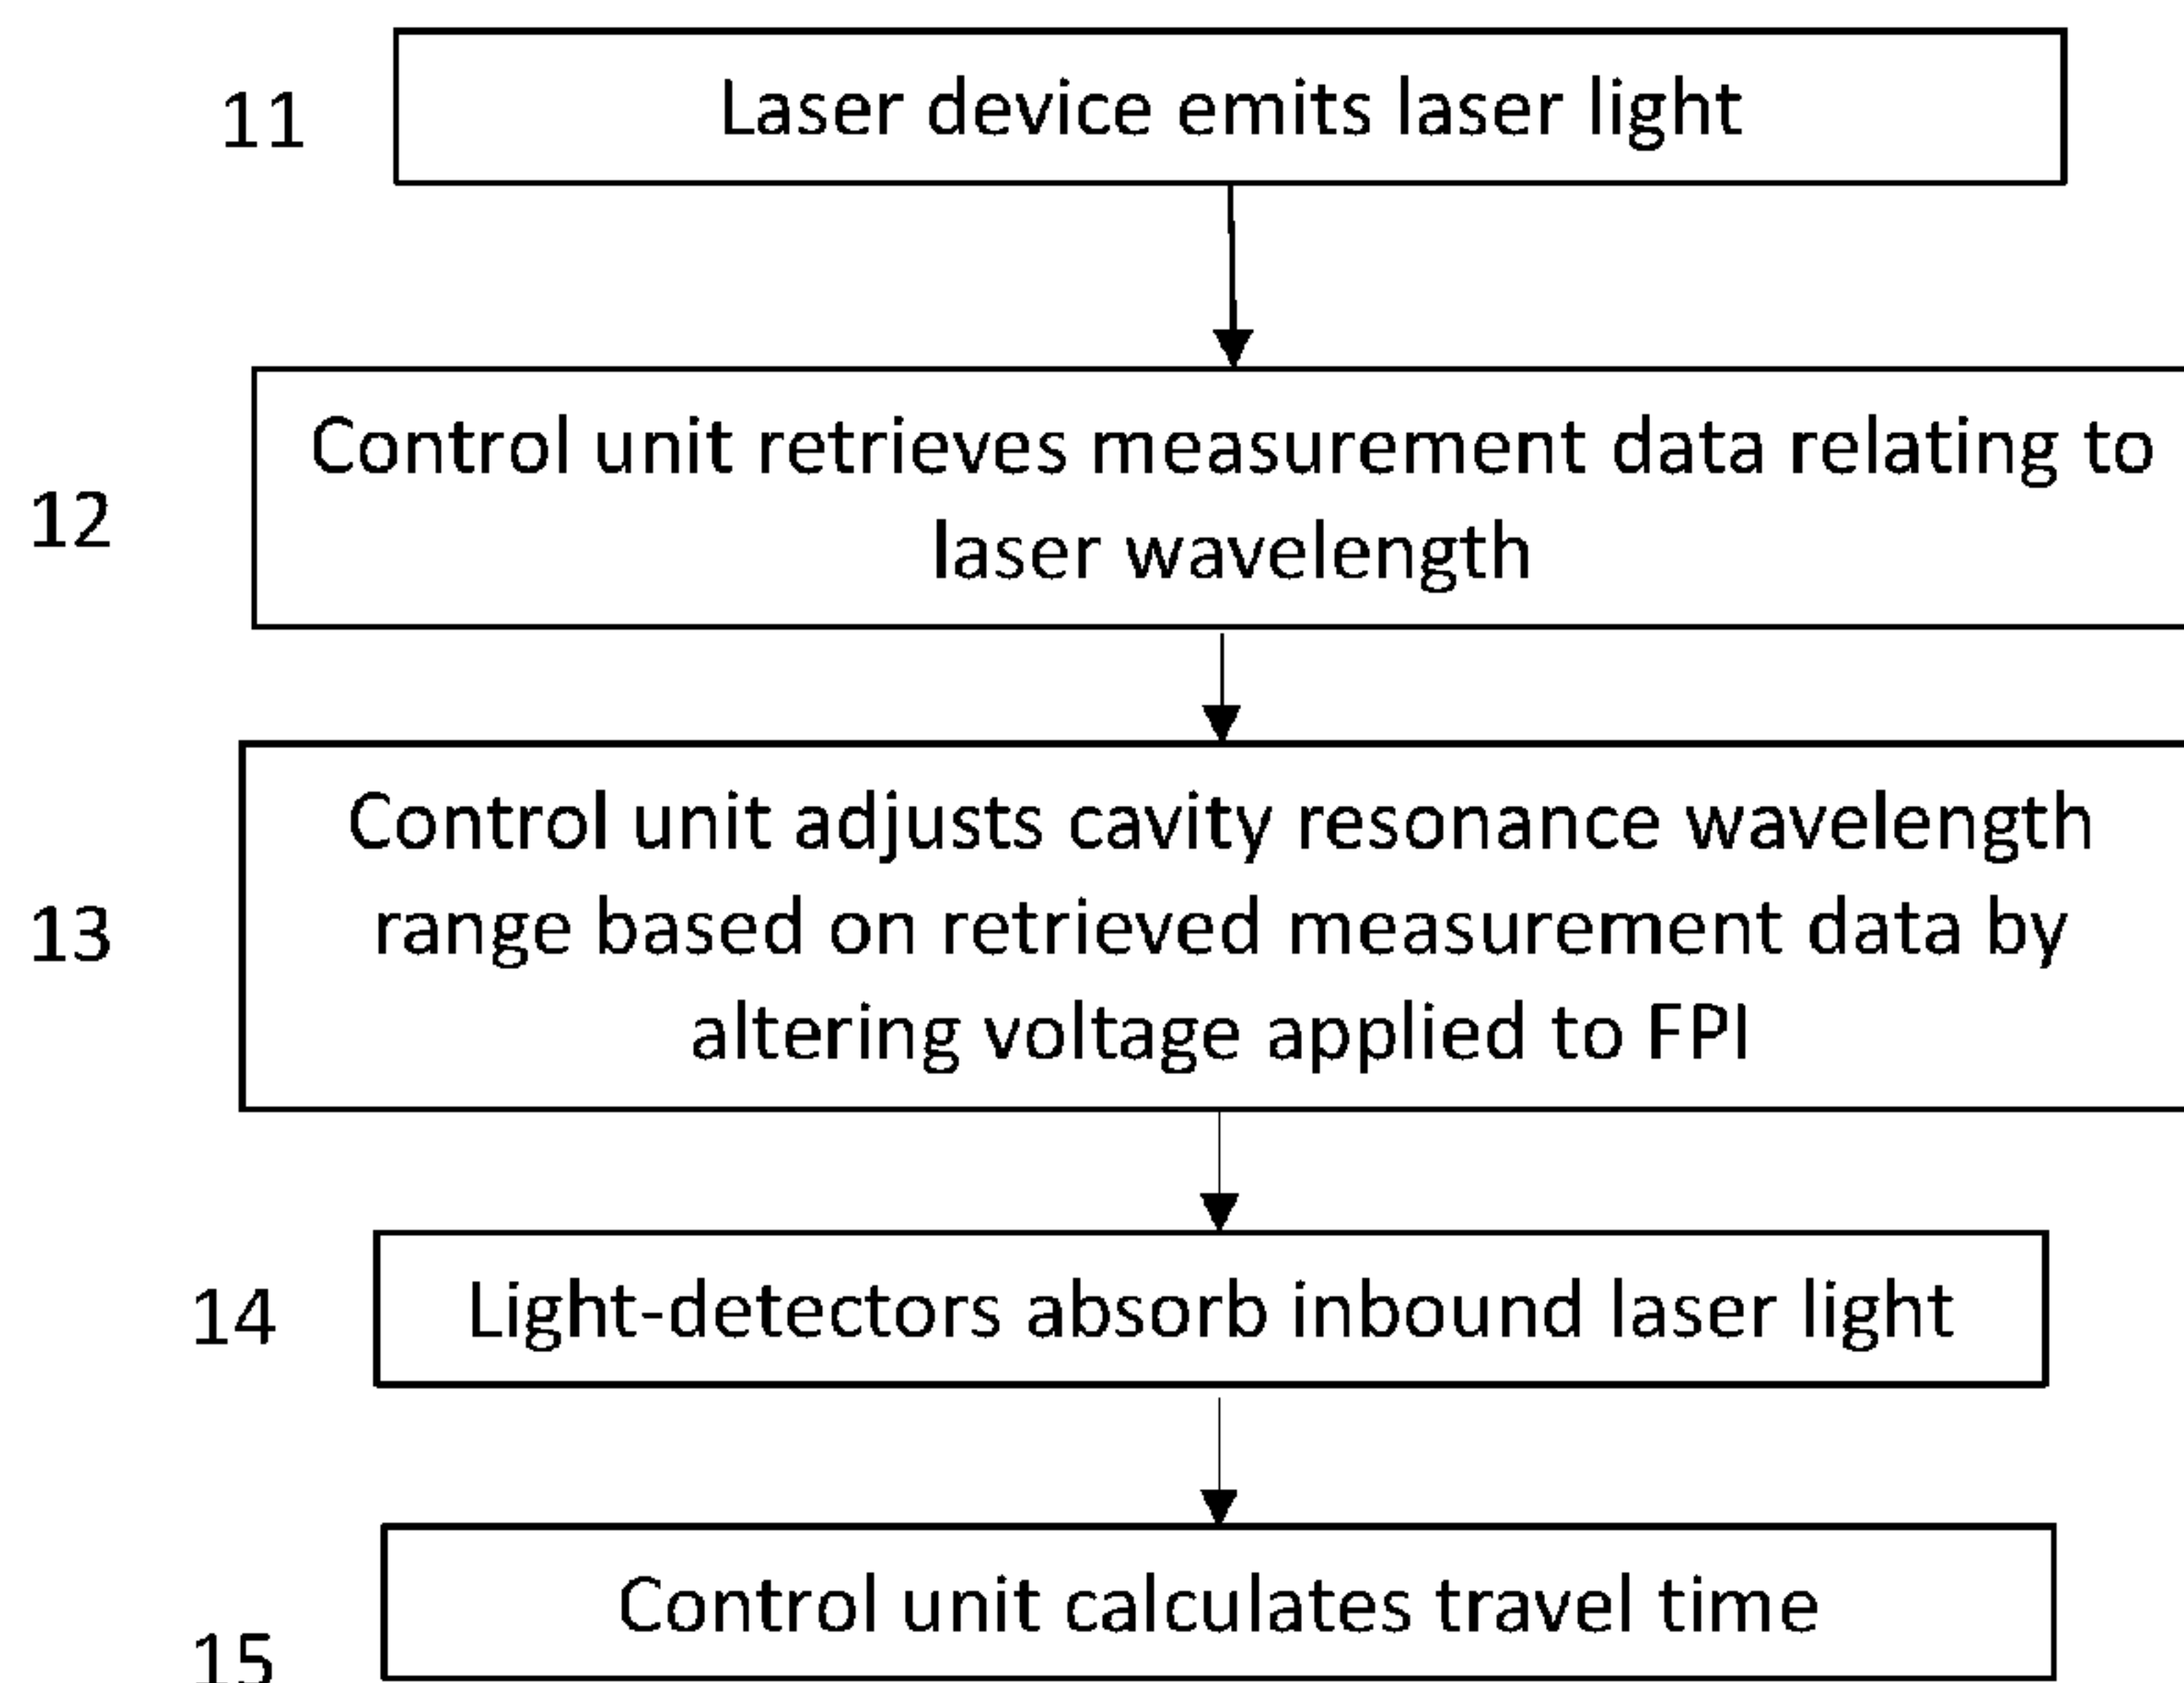 11
Laser device emits laser light
12
Control unit retrieves measurement data relating to
laser wavelength
13
Control unit adjusts cavity resonance wavelength
range based on retrieved measurement data by
altering voltage applied to FPI
14
Light-detectors absorb inbound laser light
15
Control unit calculates travel time